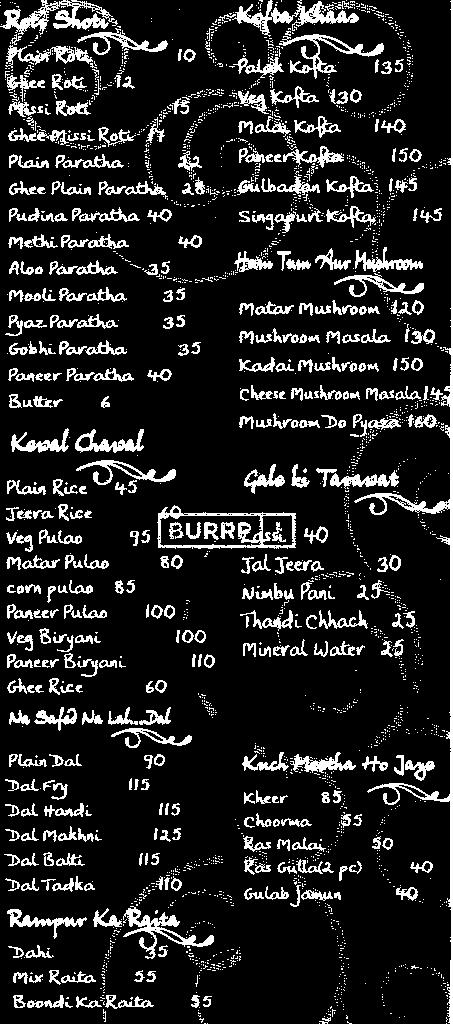 Roti Shoti
Plain Roti 10
Ghee Roti 12
Missi Roti 15
Ghee Missi Roti 17
Plain Paratha 22
Ghee Plain Paratha 28
Pudina Paratha 40
Methi Paratha 40
Aloo Paratha 35
Mooli Paratha 35
Pyaz Paratha 35
Gobhi Paratha 35
Paneer Paratha 40
Butter 6
Kewal Chawal
Plain Rice 45
Jeera Rice 60
Veg Pulao 95
Matar Pulao 80
corn pulao 85
Paneer Pulao 100
Veg Biryani 100
Paneer Biryani 110
Ghee Rice 60
Na Safed Na Lal...Dal
Plain Dal 90
Dal Fry 115
Dal Handi 115
Dal Makhni 125
Dal Balti 115
Dal Tadka 110
Rampur Ka Raita
Dahi 35
Mix Raita 55
Boondi Ka Raita 55
Kofta Khaas
Palak Kofta 135
Veg Kofta 130
Malai Kofta 140
Paneer Kofta 150
Gulbadan Kofta 145
Singapuri Kofta 145
Hum Tum Aur Mushroom
Matar Mushroom 120
Mushroom Masala 130
Kadai Mushroom 150
Cheese Mushroom Masala 145
Mushroom Do Pyaza 160
Gale ki Tarawat
BURRP!
Lassi 40
Jal Jeera 30
Nimbu Pani 25
Thandi Chhach 25
Mineral Water 25
Kuch Meetha Ho Jaye
Kheer 85
Choorma 55
Ras Malai 50
Ras Gulla(2 pc) 40
Gulab Jamun 40